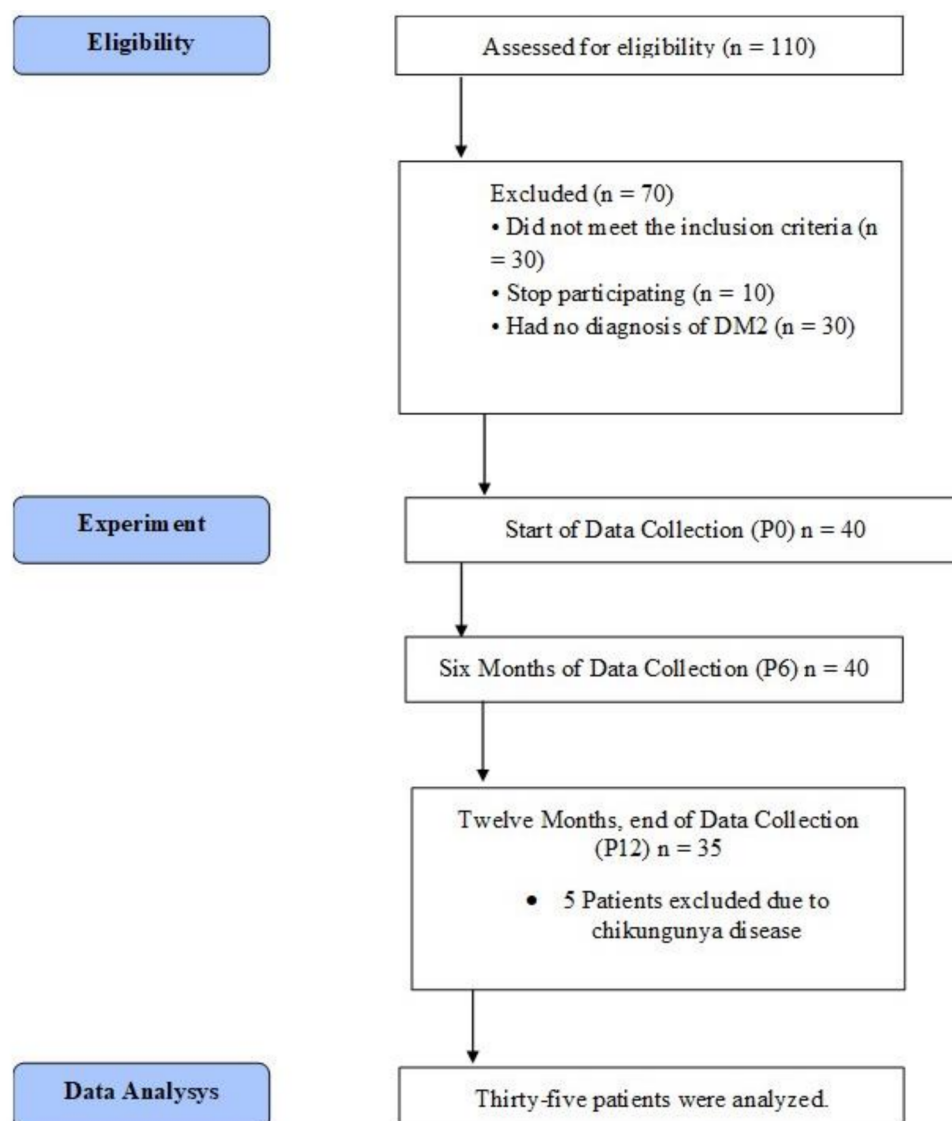 Eligibility
Assessed for eligibility (n = 110)
Excluded (n = 70)
• Did not meet the inclusion criteria (n
= 30)
• Stop participating (n = 10)
• Had no diagnosis of DM2 (n = 30)
Experiment
Start of Data Collection (P0) n = 40
Six Months of Data Collection (P6) n = 40
Twelve Months, end of Data Collection
(P12) n = 35
• 5 Patients excluded due to
chikungunya disease
Data Analysys
Thirty-five patients were analyzed.